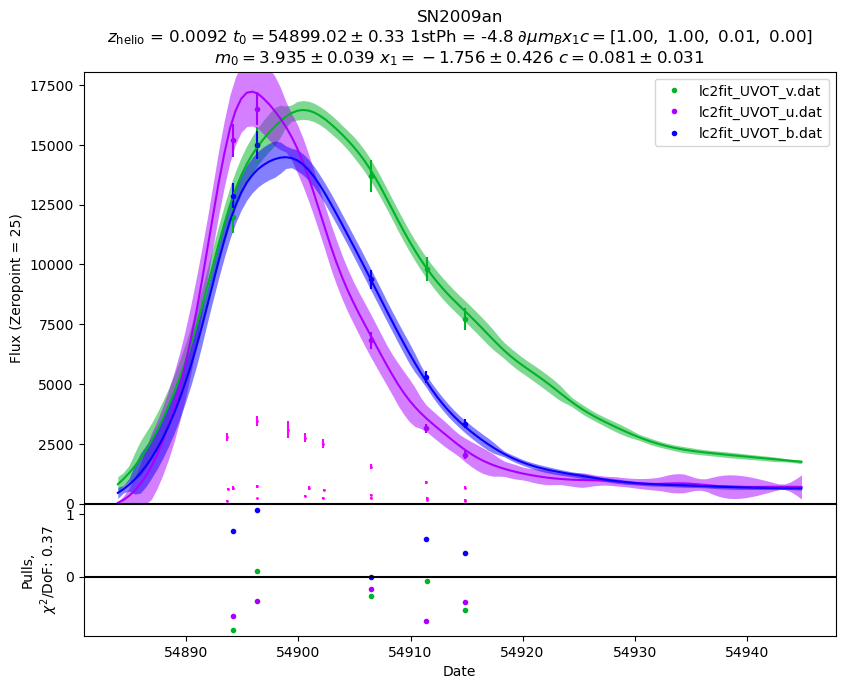 SN2009an
z_helio = 0.0092 t_0 = 54899.02 ± 0.33 1stPh = -4.8 ∂μm_Bx_1c = [1.00, 1.00, 0.01, 0.00]
m_0 = 3.935 ± 0.039 x_1 = −1.756 ± 0.426 c = 0.081 ± 0.031
lc2fit_UVOT_v.dat
lc2fit_UVOT_u.dat
lc2fit_UVOT_b.dat
17500
15000
12500
10000
7500
5000
2500
0
Flux (Zeropoint = 25)
1
0
Pulls,
χ²/DoF: 0.37
54890 54900 54910 54920 54930 54940
Date